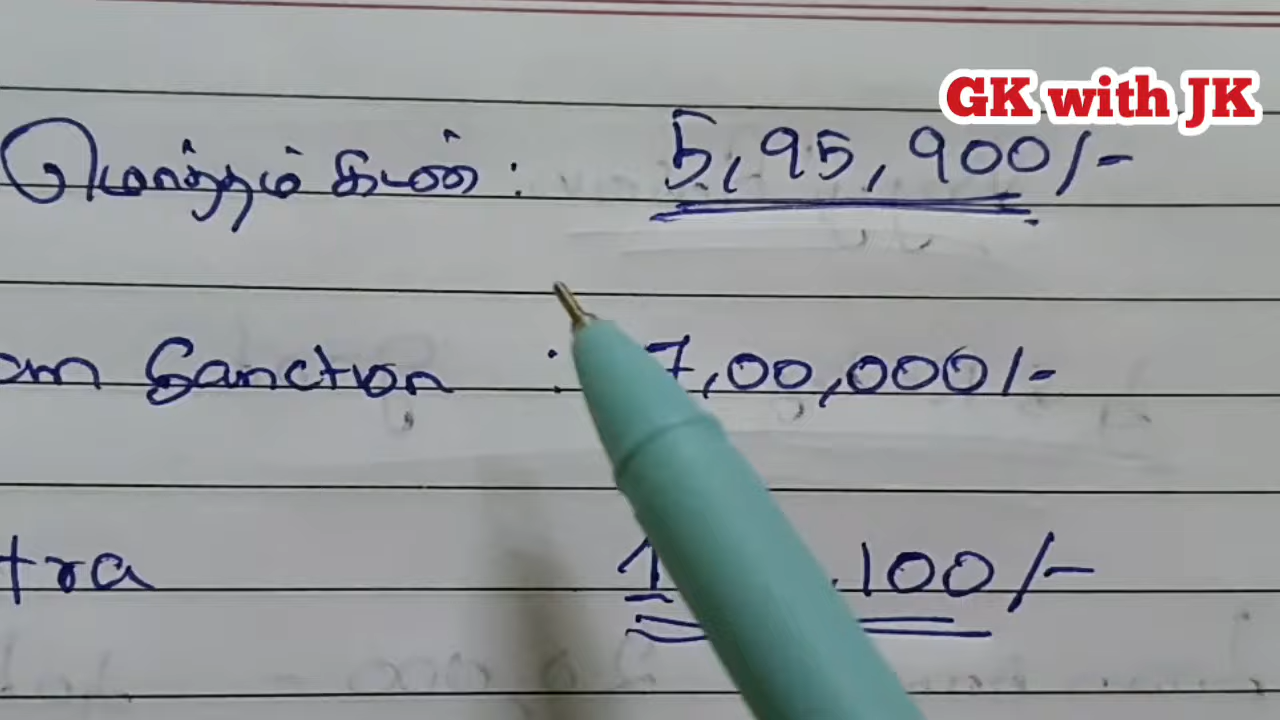 GK with JK
மொத்தம் கடன் : 5,95,900/-
Sanction : 7,00,000/-
100/-